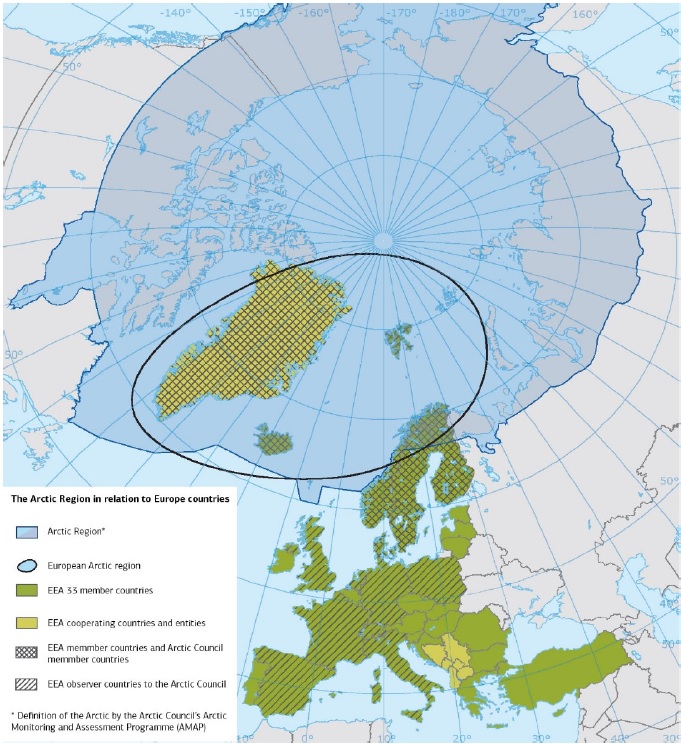 -140°
-150°
-160°
-170°
-180°
170°
160°
50°
50°
50°
50°
40°
50°
The Arctic Region in relation to Europe countries
Arctic Region*
European Arctic region
EEA 33 member countries
EEA cooperating countries and entities
EEA memmber countries and Arctic Council
memmber countries
EEA observer countries to the Arctic Council
* Definition of the Arctic by the Arctic Council's Arctic
Monitoring and Assessment Programme (AMAP)
0°
10°
20°
30°
40°